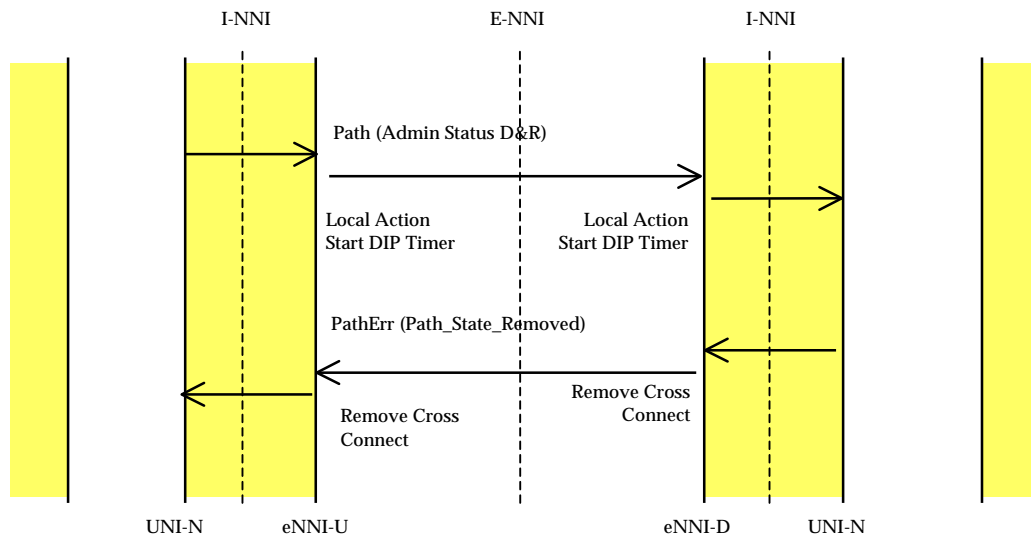 I-NNI
E-NNI
I-NNI
Path (Admin Status D&R)
Local Action
Start DIP Timer
Local Action
Start DIP Timer
PathErr (Path_State_Removed)
Remove Cross
Connect
Remove Cross
Connect
UNI-N
eNNI-U
eNNI-D
UNI-N